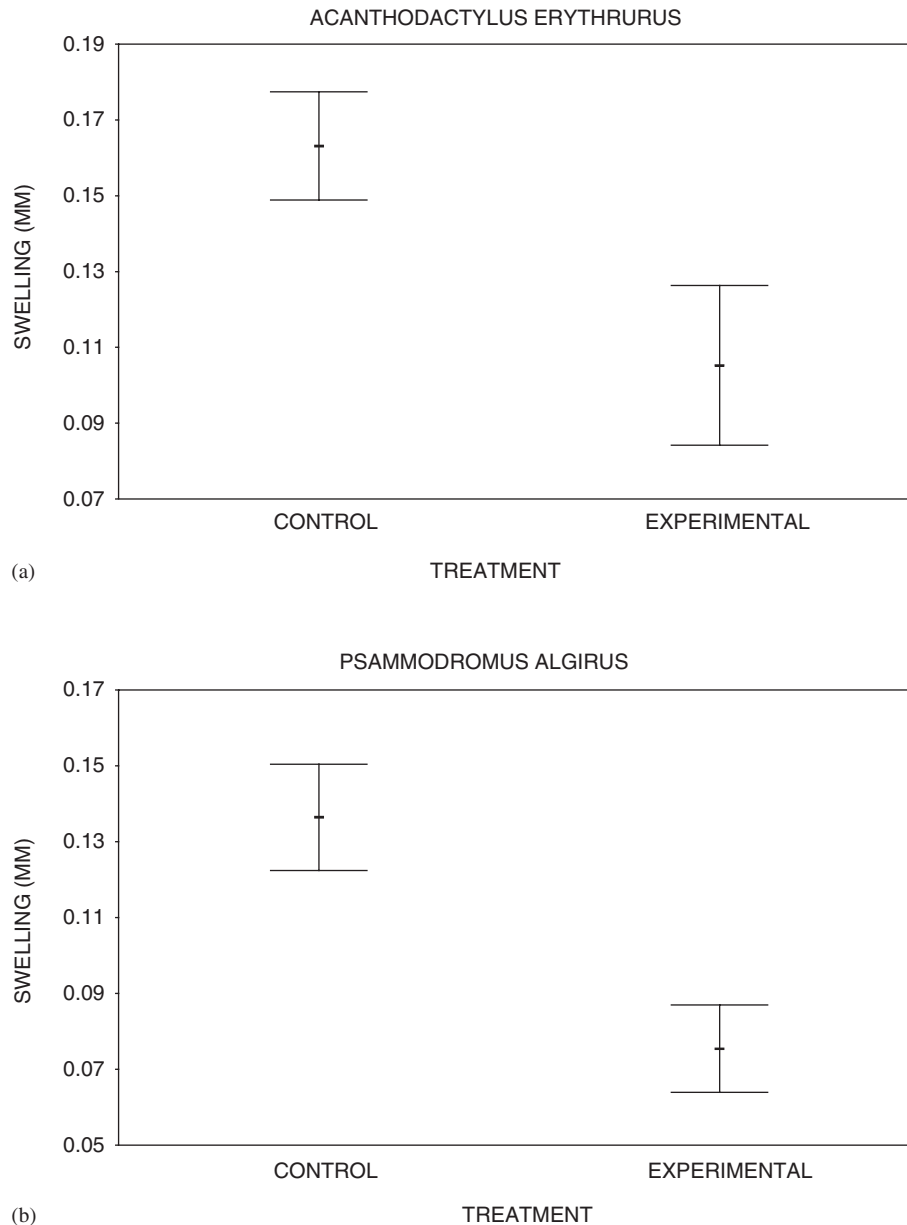 ACANTHODACTYLUS ERYTHRURUS
0.19
0.17
0.15
0.13
0.11
0.09
0.07
SWELLING (MM)
CONTROL EXPERIMENTAL
(a) TREATMENT
PSAMMODROMUS ALGIRUS
0.17
0.15
0.13
0.11
0.09
0.07
0.05
SWELLING (MM)
CONTROL EXPERIMENTAL
(b) TREATMENT